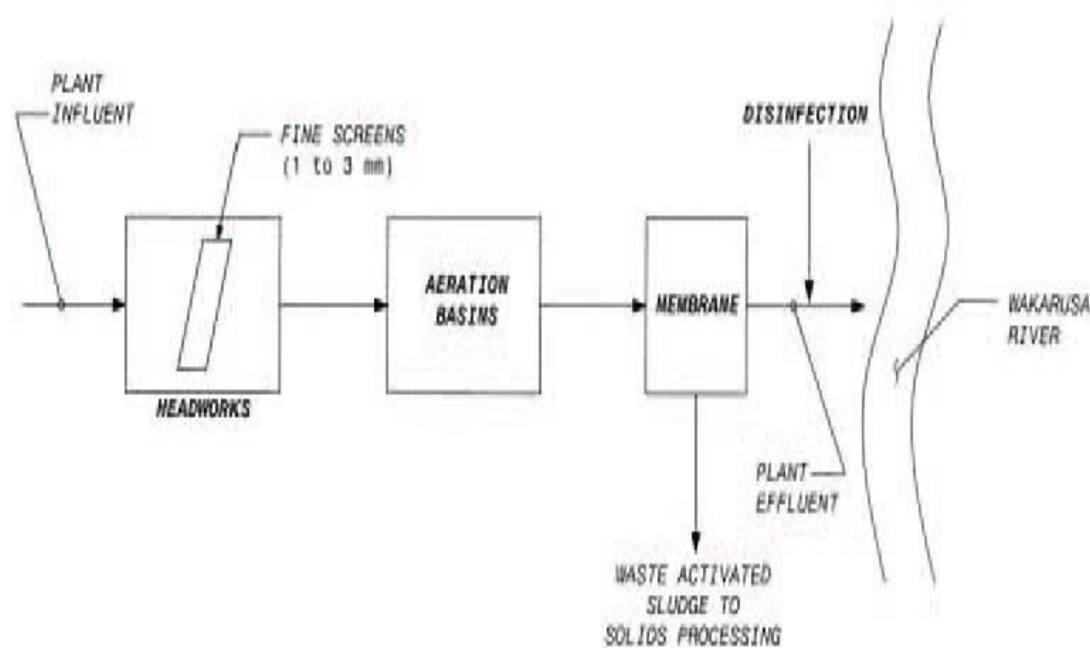 PLANT
INFLUENT
FINE SCREENS
(1 to 3 mm)
HEADWORKS
AERATION
BASINS
MEMBRANE
DISINFECTION
PLANT
EFFLUENT
WAKARUSA
RIVER
WASTE ACTIVATED
SLUDGE TO
SOLIDS PROCESSING